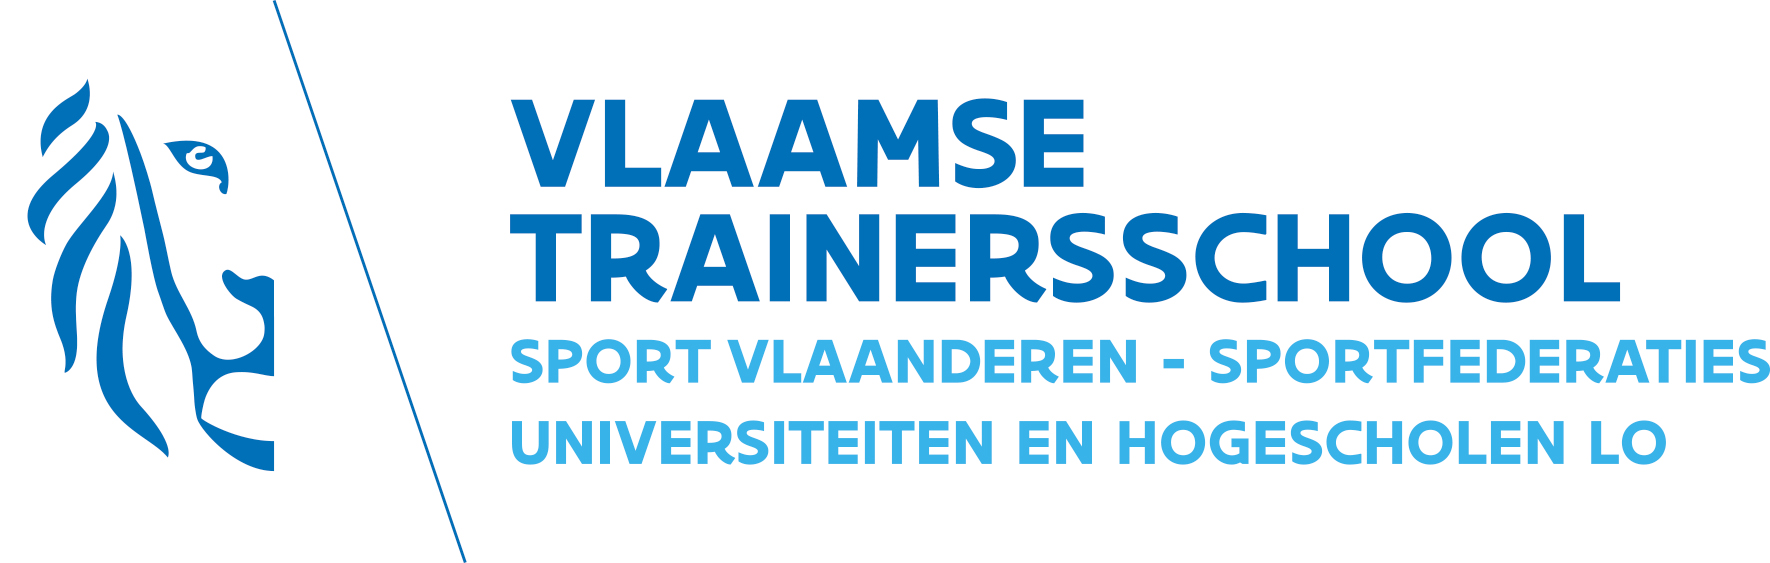 VLAAMSE
TRAINERSSCHOOL
SPORT VLAANDEREN - SPORTFEDERATIES
UNIVERSITEITEN EN HOGESCHOLEN LO